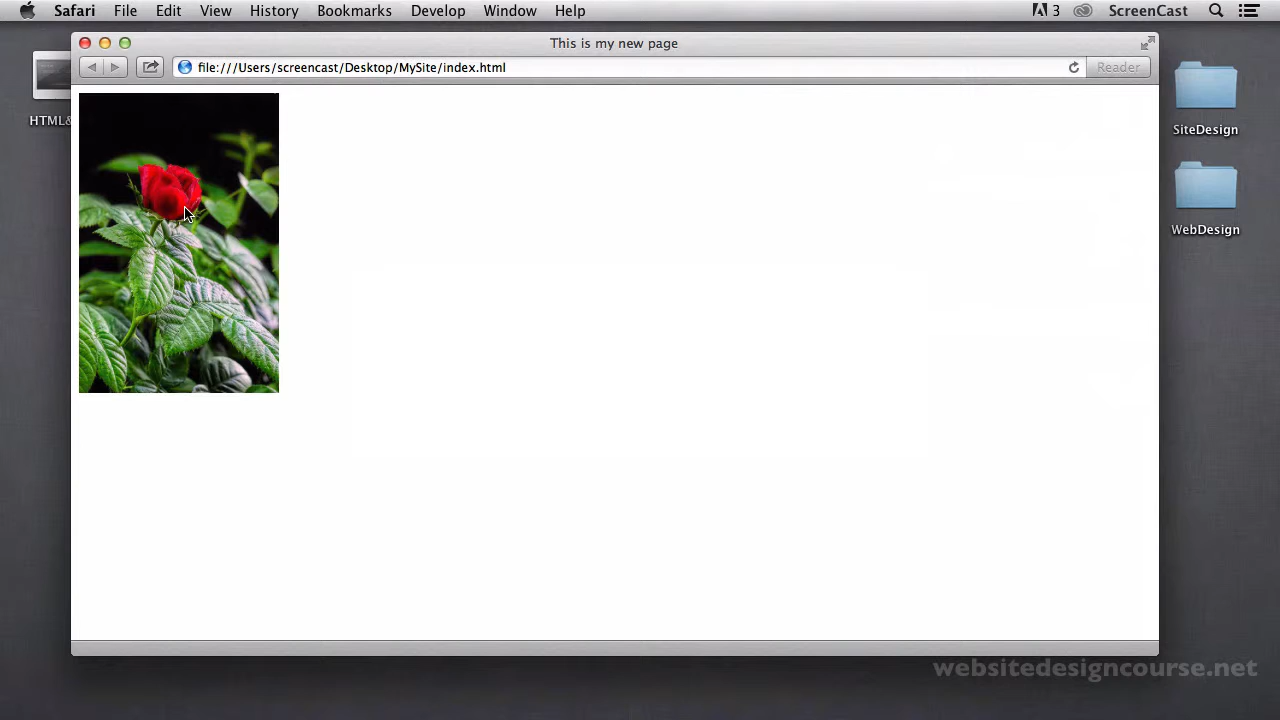 Safari File Edit View History Bookmarks Develop Window Help 3 ScreenCast
This is my new page
file:///Users/screencast/Desktop/MySite/index.html Reader
HTML&
SiteDesign
WebDesign
websitedesigncourse.net